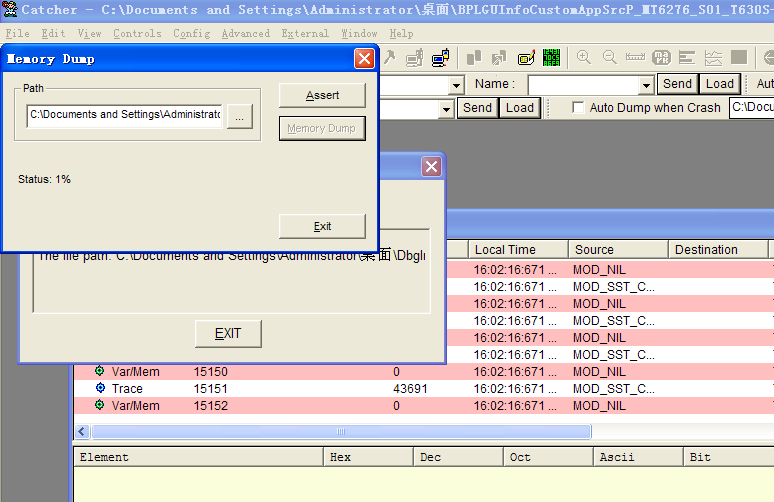 Catcher - C:\Documents and Settings\Administrator\桌面\BPLGUInfoCustomAppSrcP_MT6276_S01_T630S-
File Edit View Controls Config Advanced External Window Help
Memory Dump
Path
C:\Documents and Settings\Administrato
...
Assert
Memory Dump
Status: 1%
Exit
Name :
Send
Load
Aut
Send
Load
Auto Dump when Crash
C:\Docu
The file path: C:\Documents and Settings\Administrator\桌面\Dbgli
EXIT
Local Time Source Destination
16:02:16:671 ... MOD_NIL
16:02:16:671 ... MOD_SST_C...
16:02:16:671 ... MOD_NIL
16:02:16:671 ... MOD_SST_C...
16:02:16:671 ... MOD_NIL
16:02:16:671 ... MOD_SST_C...
Var/Mem 15150 0 16:02:16:671 ... MOD_NIL
Trace 15151 43691 16:02:16:671 ... MOD_SST_C...
Var/Mem 15152 0 16:02:16:671 ... MOD_NIL
Element Hex Dec Oct Ascii Bit